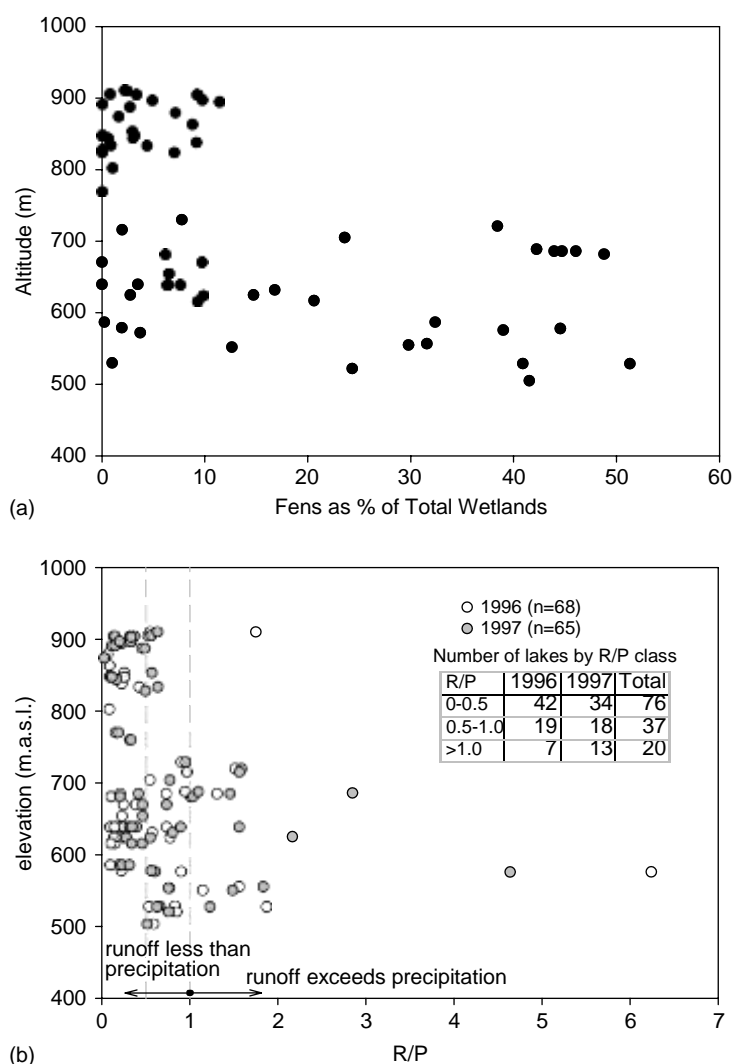 1000
900
800
700
600
500
400
Altitude (m)
0 10 20 30 40 50 60
Fens as % of Total Wetlands
(a)
1000
900
800
700
600
500
400
elevation (m.a.s.l.)
1996 (n=68)
1997 (n=65)
Number of lakes by R/P class
R/P 1996 1997 Total
0-0.5 42 34 76
0.5-1.0 19 18 37
>1.0 7 13 20
runoff less than
precipitation
runoff exceeds precipitation
0 1 2 3 4 5 6 7
R/P
(b)